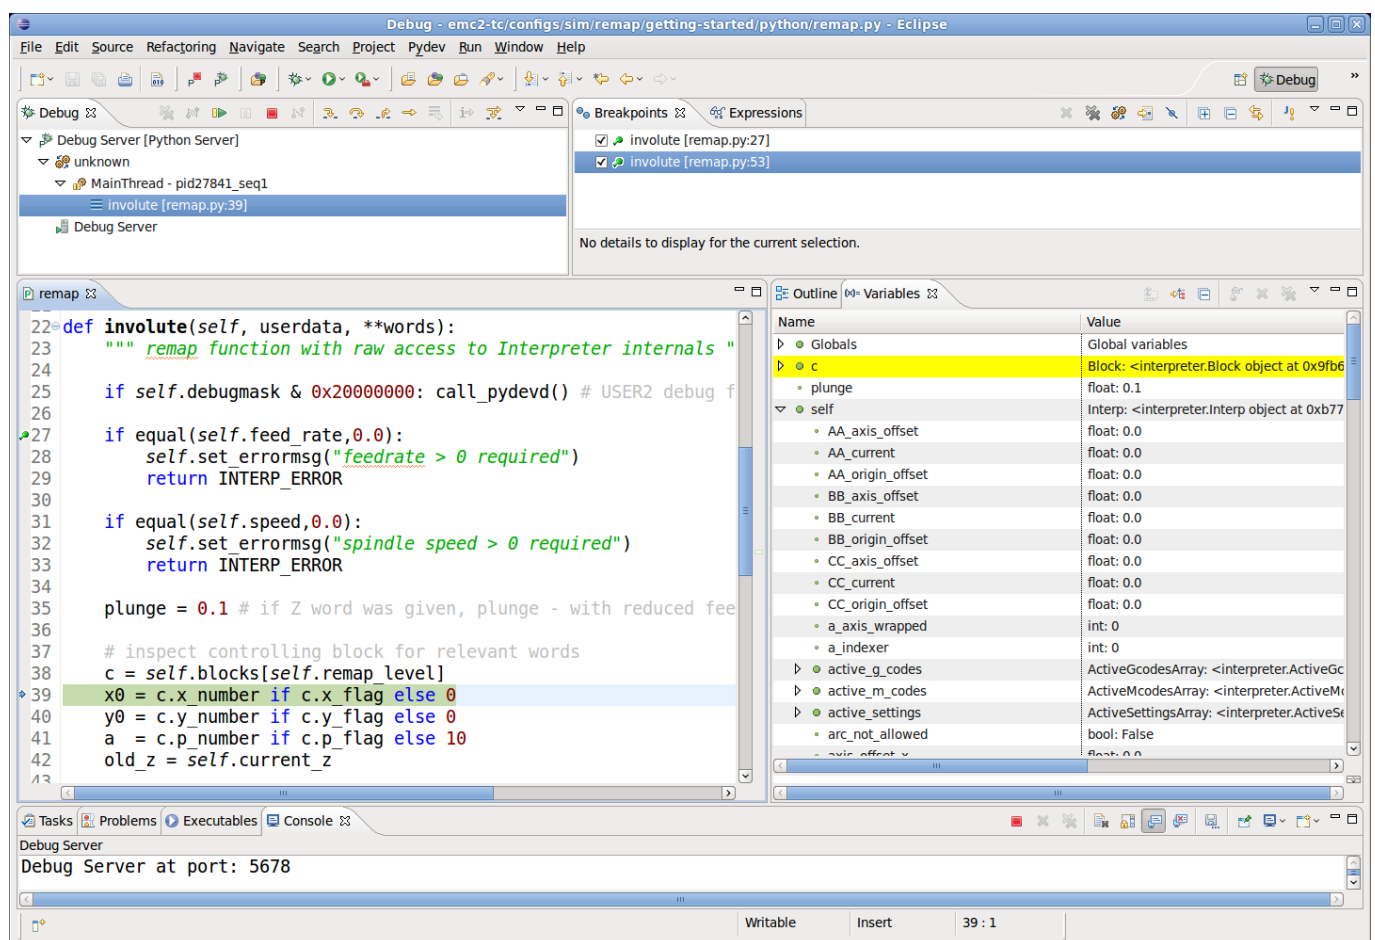 Debug - emc2-tc/configs/sim/remap/getting-started/python/remap.py - Eclipse
File Edit Source Refactoring Navigate Search Project Pydev Run Window Help
Debug »
Debug
Debug Server [Python Server]
unknown
MainThread - pid27841_seq1
involute [remap.py:39]
Debug Server
Breakpoints Expressions
involute [remap.py:27]
involute [remap.py:53]
No details to display for the current selection.
remap
22 def involute(self, userdata, **words):
23 """ remap function with raw access to Interpreter internals "
24
25 if self.debugmask & 0x20000000: call_pydevd() # USER2 debug f
26
27 if equal(self.feed_rate,0.0):
28 self.set_errormsg("feedrate > 0 required")
29 return INTERP_ERROR
30
31 if equal(self.speed,0.0):
32 self.set_errormsg("spindle speed > 0 required")
33 return INTERP_ERROR
34
35 plunge = 0.1 # if Z word was given, plunge - with reduced fee
36
37 # inspect controlling block for relevant words
38 c = self.blocks[self.remap_level]
39 x0 = c.x_number if c.x_flag else 0
40 y0 = c.y_number if c.y_flag else 0
41 a = c.p_number if c.p_flag else 10
42 old_z = self.current_z
43
Outline Variables
Name Value
Globals Global variables
c Block: <interpreter.Block object at 0x9fb6
plunge float: 0.1
self Interp: <interpreter.Interp object at 0xb77
AA_axis_offset float: 0.0
AA_current float: 0.0
AA_origin_offset float: 0.0
BB_axis_offset float: 0.0
BB_current float: 0.0
BB_origin_offset float: 0.0
CC_axis_offset float: 0.0
CC_current float: 0.0
CC_origin_offset float: 0.0
a_axis_wrapped int: 0
a_indexer int: 0
active_g_codes ActiveGcodesArray: <interpreter.ActiveGc
active_m_codes ActiveMcodesArray: <interpreter.ActiveMc
active_settings ActiveSettingsArray: <interpreter.ActiveSe
arc_not_allowed bool: False
axis_offset_x float: 0.0
Tasks Problems Executables Console
Debug Server
Debug Server at port: 5678
Writable Insert 39 : 1